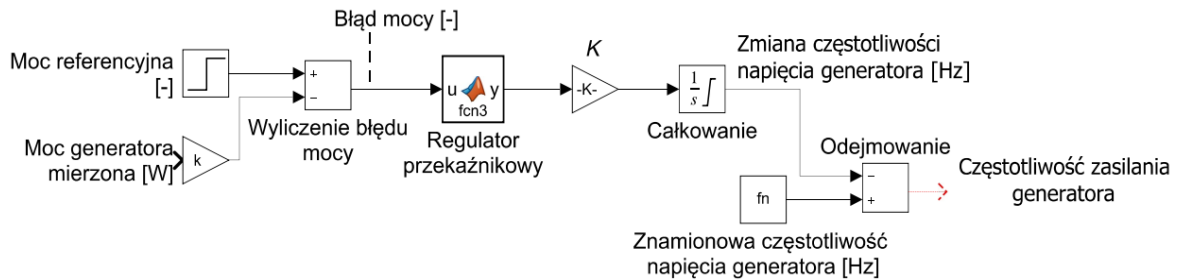 Błąd mocy [-]
Moc referencyjna
[-]
+
−
Wyliczenie błędu
mocy
Moc generatora
mierzona [W]
k
u y
fcn3
Regulator
przekaźnikowy
K
-K-
1
s
Całkowanie
Zmiana częstotliwości
napięcia generatora [Hz]
Odejmowanie
−
+
fn
Znamionowa częstotliwość
napięcia generatora [Hz]
Częstotliwość zasilania
generatora